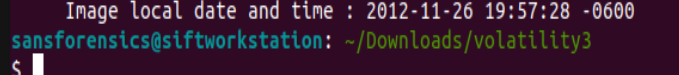 Image local date and time : 2012-11-26 19:57:28 -0600
sansforensics@siftworkstation: ~/Downloads/volatility3
$